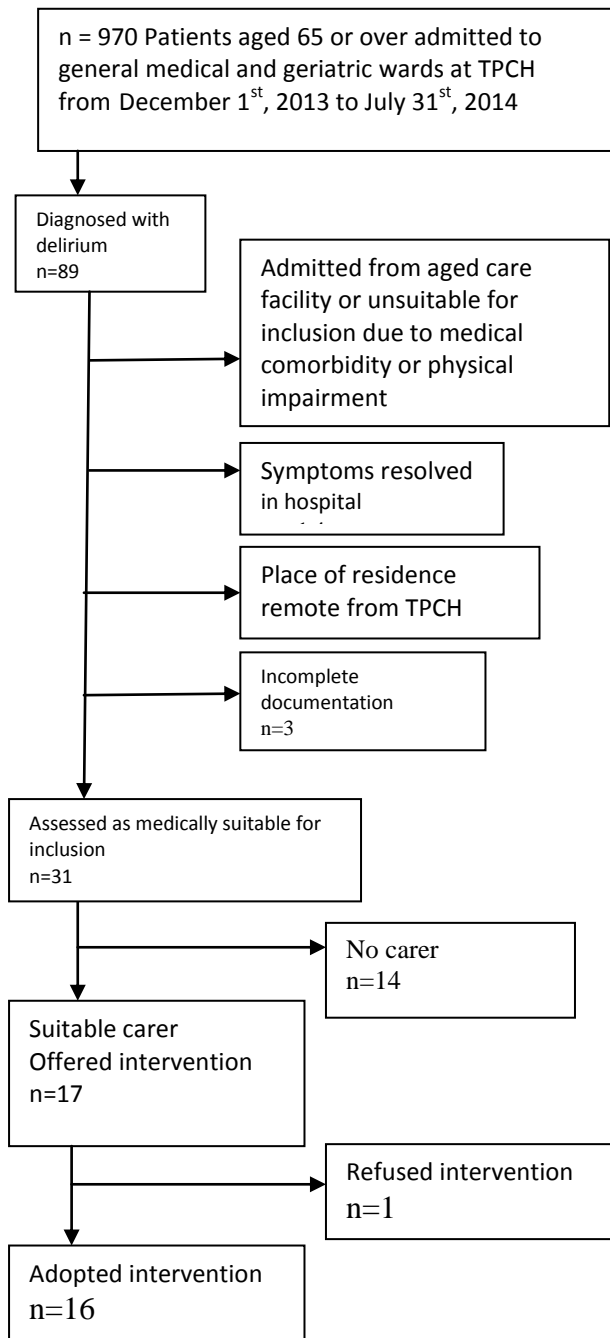 n = 970 Patients aged 65 or over admitted to
general medical and geriatric wards at TPCH
from December 1st, 2013 to July 31st, 2014
Diagnosed with
delirium
n=89
Admitted from aged care
facility or unsuitable for
inclusion due to medical
comorbidity or physical
impairment
Symptoms resolved
in hospital
Place of residence
remote from TPCH
Incomplete
documentation
n=3
Assessed as medically suitable for
inclusion
n=31
No carer
n=14
Suitable carer
Offered intervention
n=17
Refused intervention
n=1
Adopted intervention
n=16